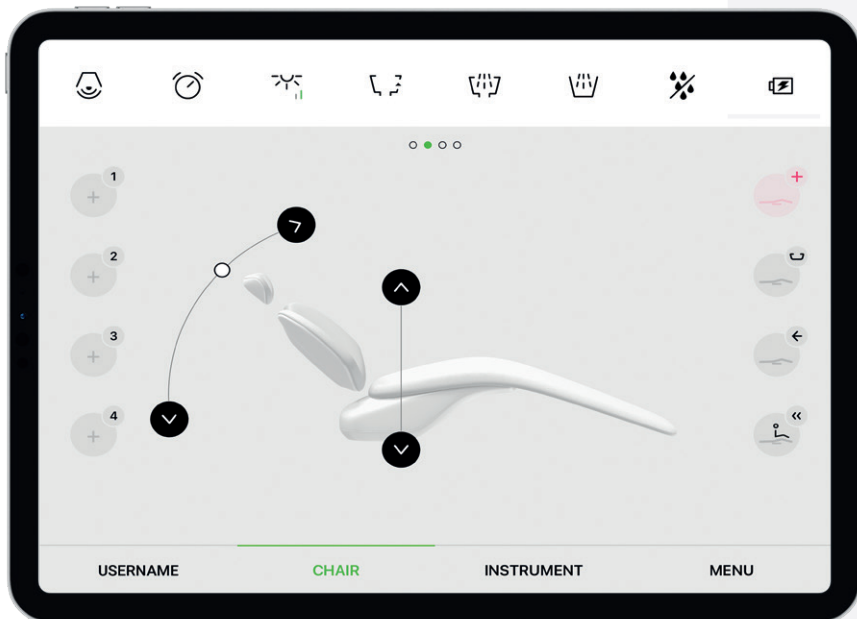 1
2
3
4
USERNAME
CHAIR
INSTRUMENT
MENU